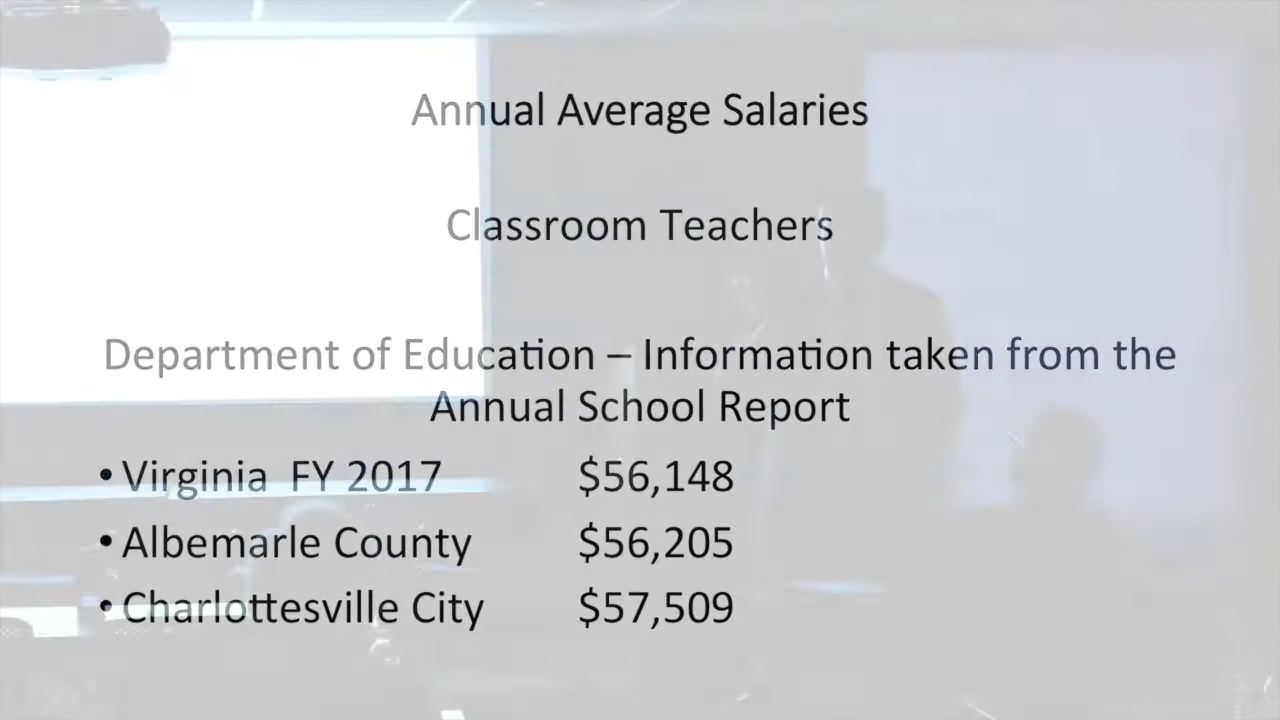 Annual Average Salaries
Classroom Teachers
Department of Education – Information taken from the
Annual School Report
• Virginia  FY 2017 $56,148
• Albemarle County $56,205
• Charlottesville City $57,509